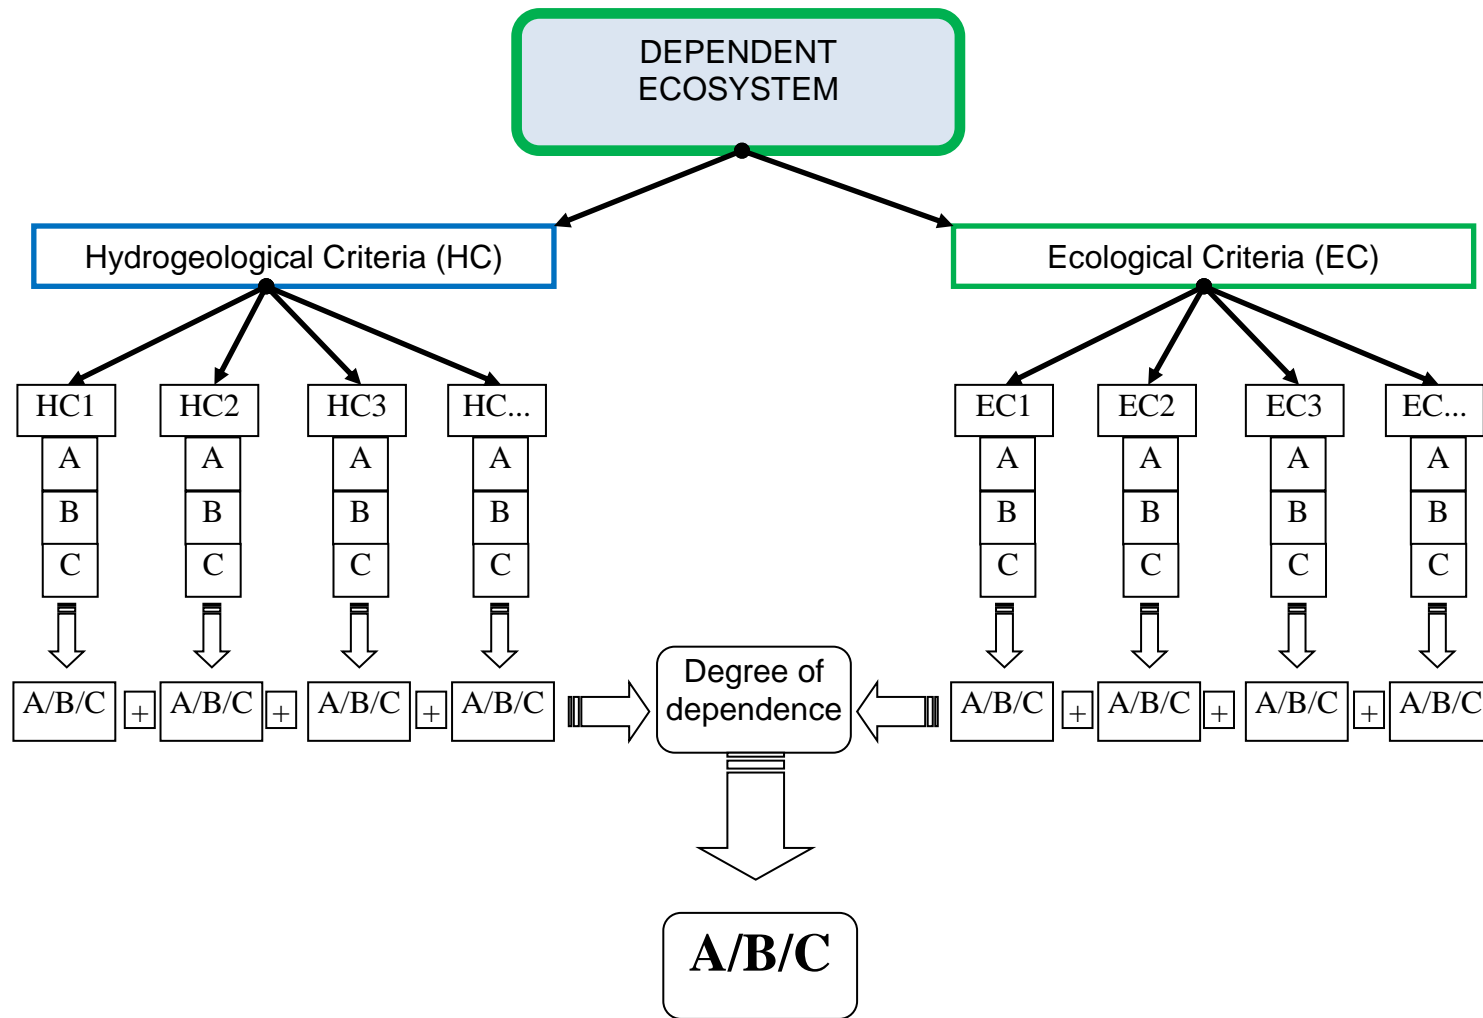 DEPENDENT
ECOSYSTEM
Hydrogeological Criteria (HC)
Ecological Criteria (EC)
HC1 HC2 HC3 HC... EC1 EC2 EC3 EC...
A A A A A A A A
B B B B B B B B
C C C C C C C C
Degree of
dependence
A/B/C + A/B/C + A/B/C + A/B/C A/B/C + A/B/C + A/B/C + A/B/C
A/B/C